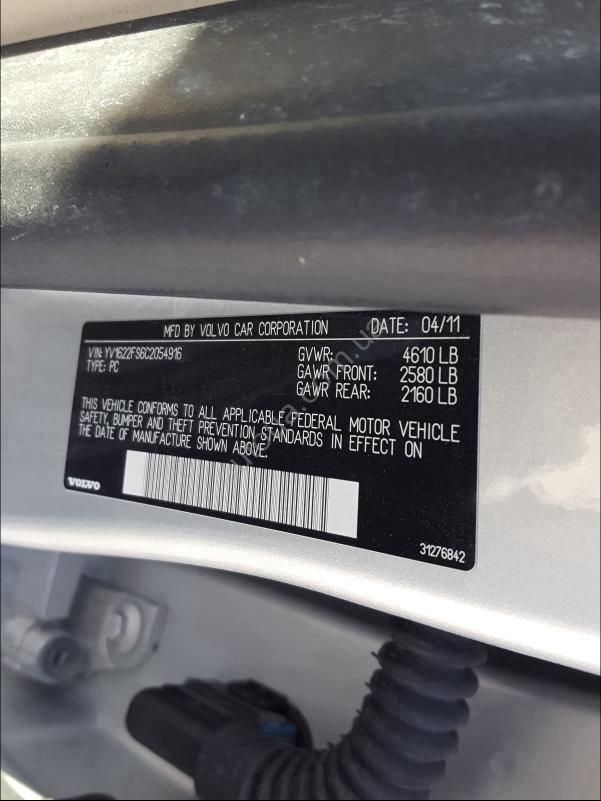 MFD BY VOLVO CAR CORPORATION DATE: 04/11
VIN: YV1622FS6C2054916
TYPE: PC
GVWR: 4610 LB
GAWR FRONT: 2580 LB
GAWR REAR: 2160 LB
THIS VEHICLE CONFORMS TO ALL APPLICABLE FEDERAL MOTOR VEHICLE
SAFETY, BUMPER AND THEFT PREVENTION STANDARDS IN EFFECT ON
THE DATE OF MANUFACTURE SHOWN ABOVE.
VOLVO
31276842